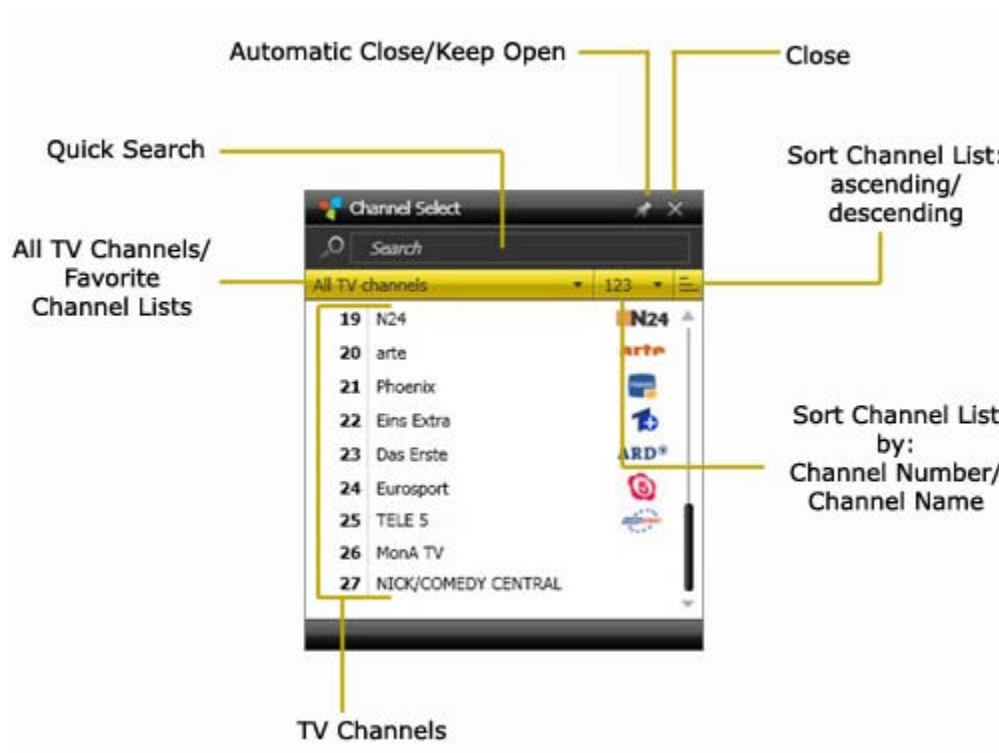 Automatic Close/Keep Open
Close
Quick Search
Sort Channel List:
ascending/
descending
Channel Select
Search
All TV Channels/
Favorite
Channel Lists
All TV channels
123
19 N24 N24
20 arte arte
21 Phoenix
22 Eins Extra
23 Das Erste ARD
24 Eurosport
25 TELE 5
26 MonA TV
27 NICK/COMEDY CENTRAL
Sort Channel List
by:
Channel Number/
Channel Name
TV Channels